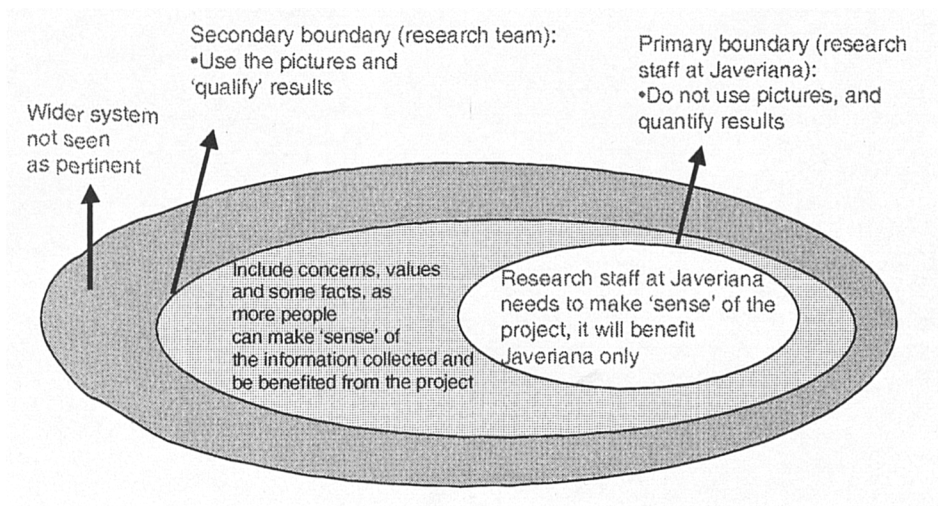 Secondary boundary (research team):
•Use the pictures and
‘qualify’ results
Primary boundary (research
staff at Javeriana):
•Do not use pictures, and
quantify results
Wider system
not seen
as pertinent
Include concerns, values
and some facts, as
more people
can make ‘sense’ of
the information collected and
be benefited from the project
Research staff at Javeriana
needs to make ‘sense’ of the
project, it will benefit
Javeriana only